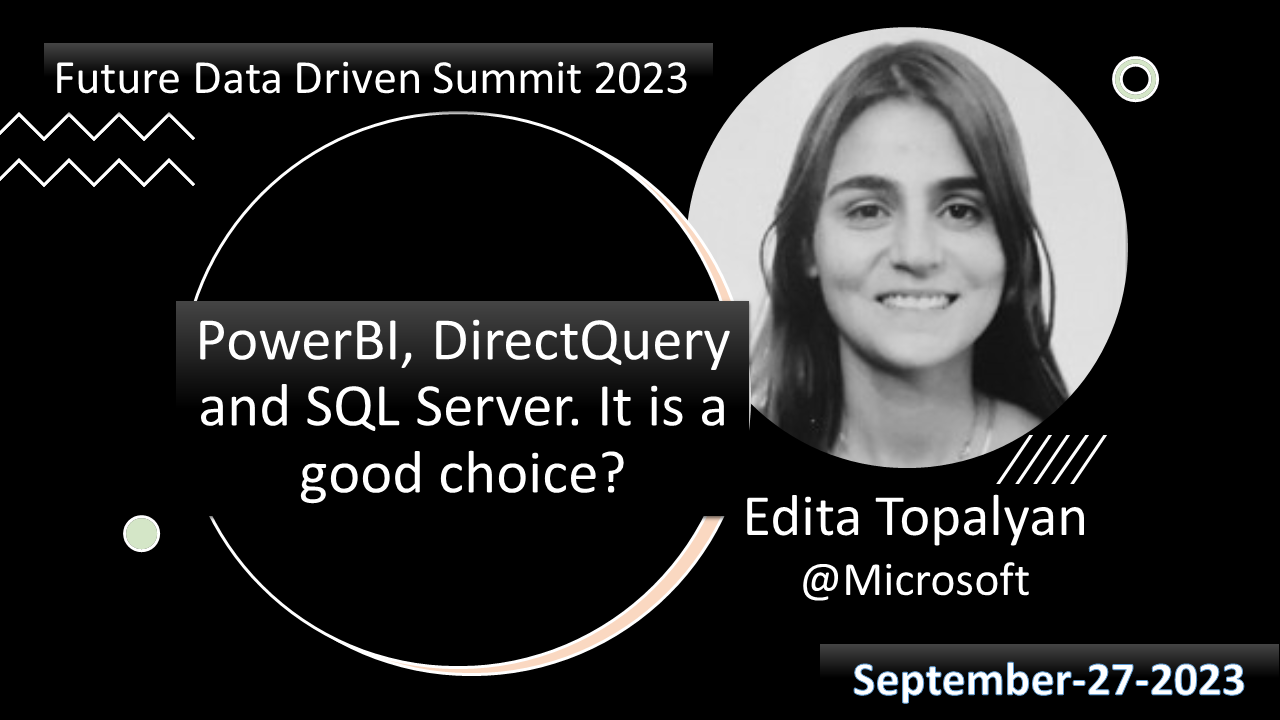 Future Data Driven Summit 2023
PowerBI, DirectQuery
and SQL Server. It is a
good choice?
Edita Topalyan
@Microsoft
September-27-2023